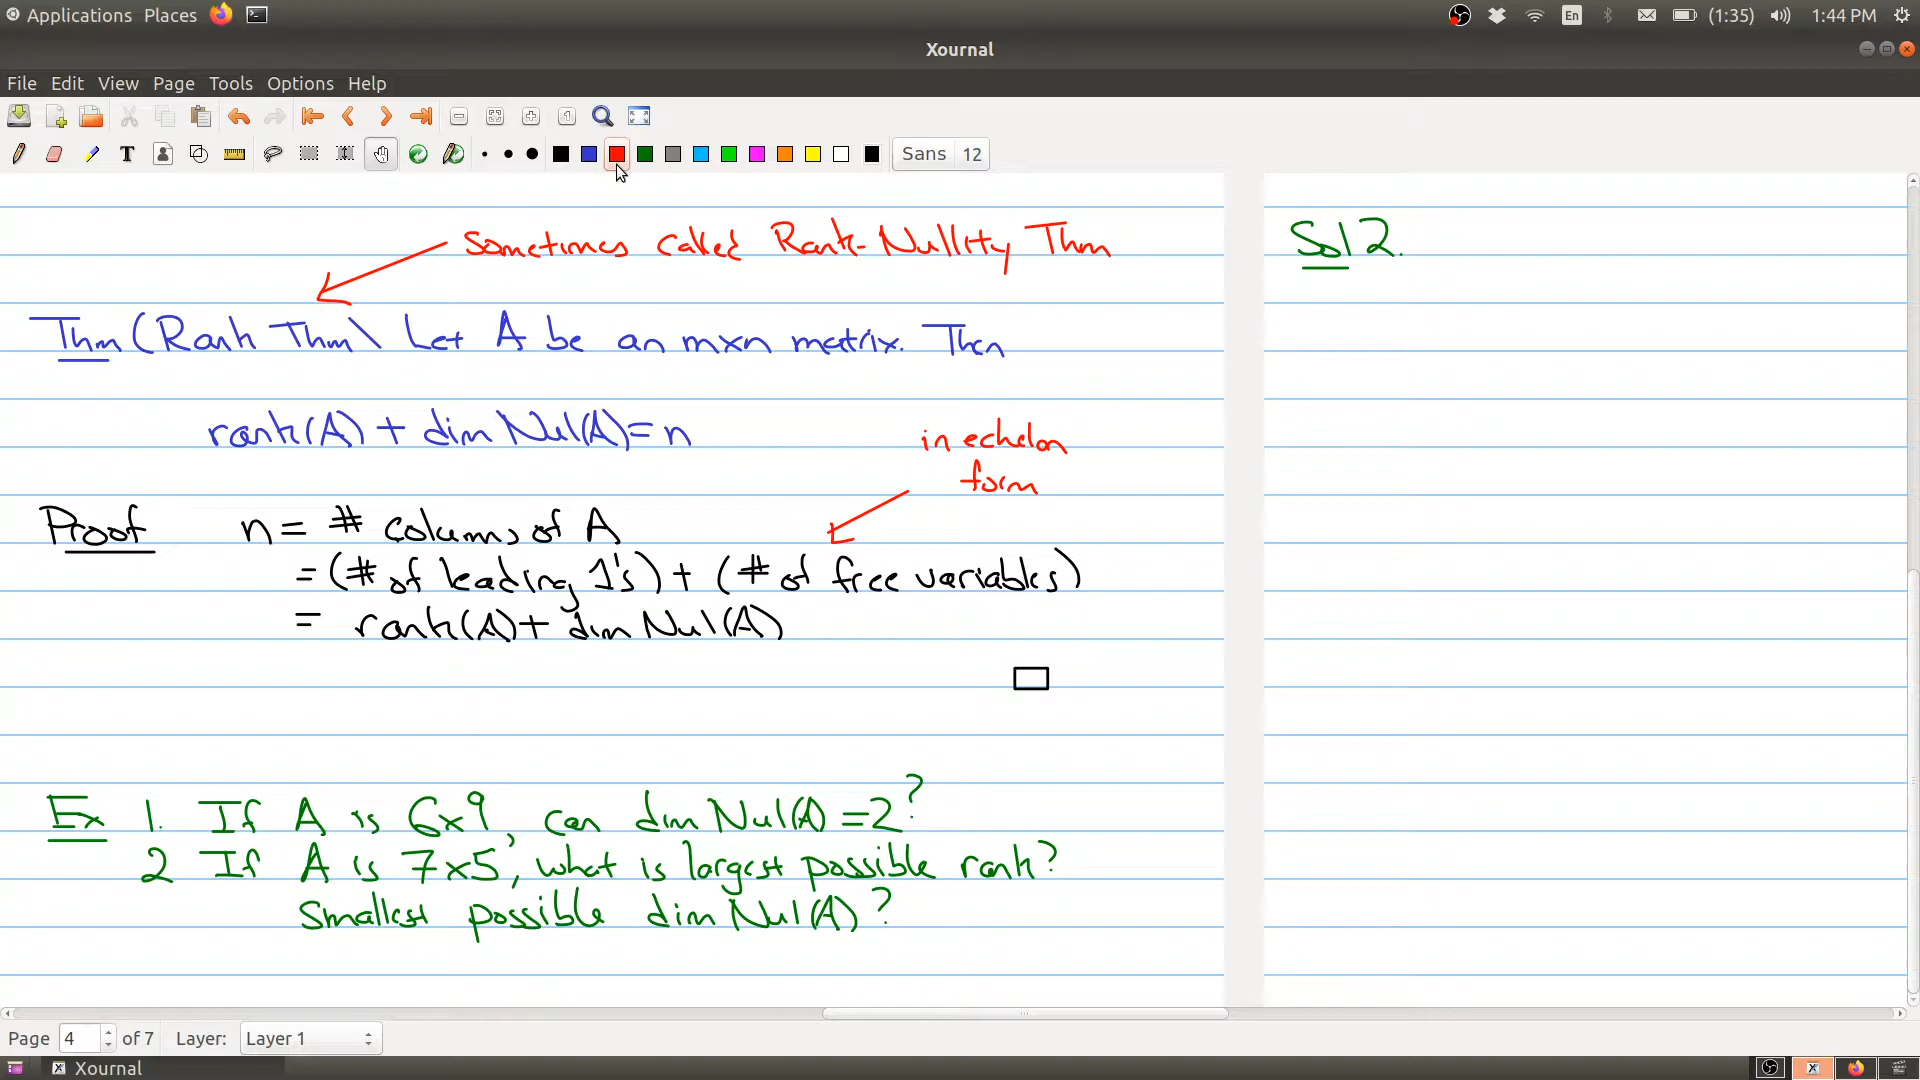 Applications Places En (1:35) 1:44 PM
Xournal
File Edit View Page Tools Options Help
Sans 12
Sometimes called Rank-Nullity Thm
Thm (Rank Thm) Let A be an mxn matrix. Then
rank(A) + dim Nul(A) = n
in echelon
form
Proof n = # columns of A
= (# of leading 1's) + (# of free variables)
= rank(A) + dim Nul(A)
Ex 1. If A is 6x9, can dim Nul(A) = 2?
2 If A is 7x5, what is largest possible rank?
Smallest possible dim Nul(A)?
Sol 2.
Page 4 of 7 Layer: Layer 1
Xournal